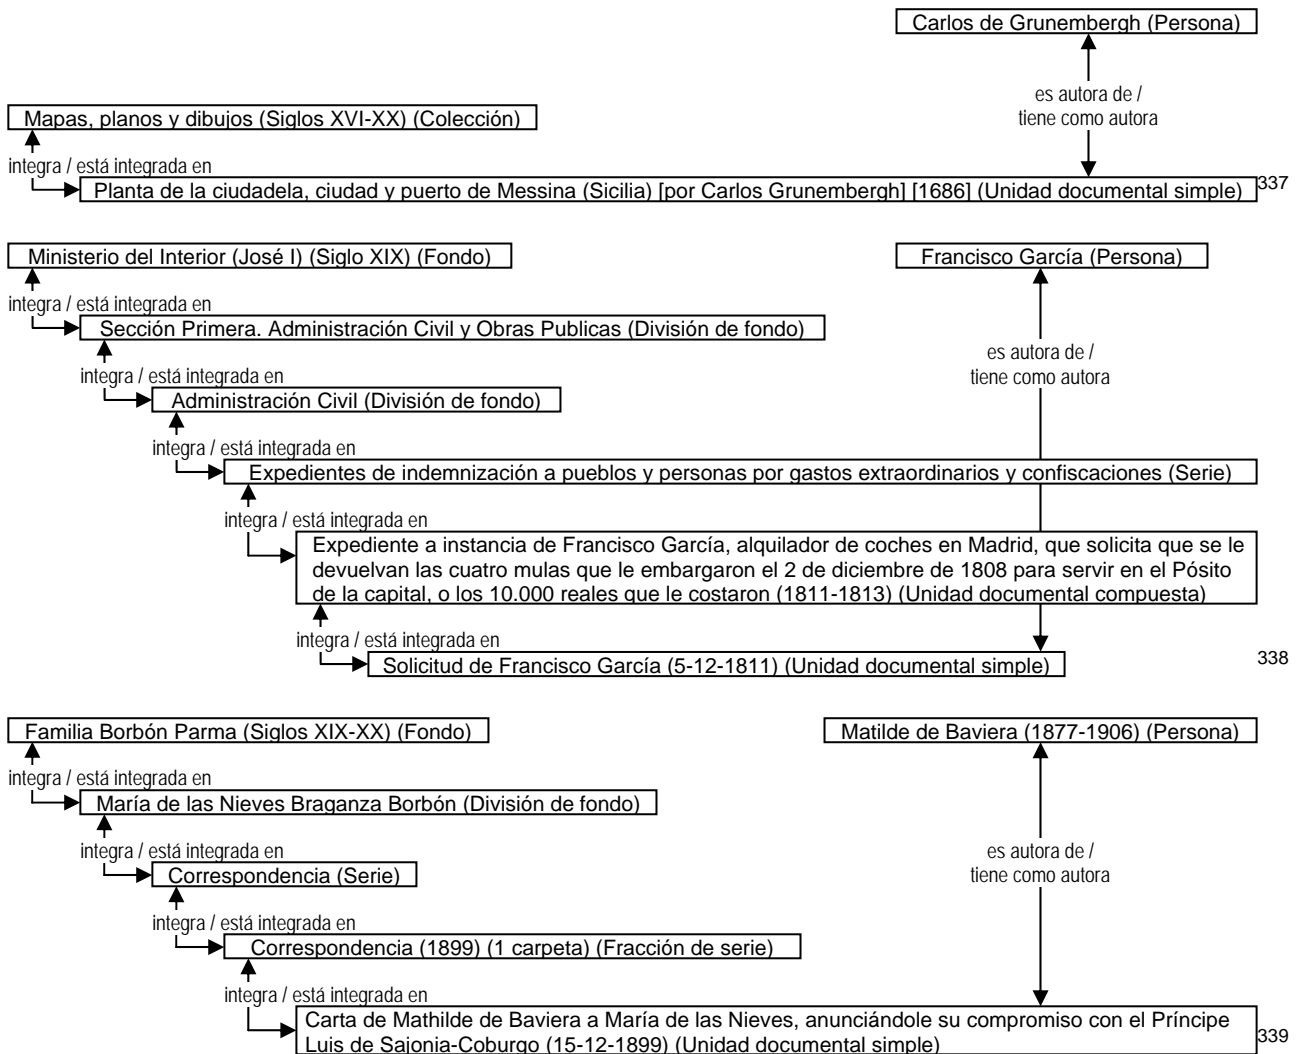 Carlos de Grunembergh (Persona)
es autora de /
tiene como autora
Mapas, planos y dibujos (Siglos XVI-XX) (Colección)
integra / está integrada en
Planta de la ciudadela, ciudad y puerto de Messina (Sicilia) [por Carlos Grunembergh] [1686] (Unidad documental simple)
337
Ministerio del Interior (José I) (Siglo XIX) (Fondo)
Francisco García (Persona)
integra / está integrada en
Sección Primera. Administración Civil y Obras Publicas (División de fondo)
es autora de /
tiene como autora
integra / está integrada en
Administración Civil (División de fondo)
integra / está integrada en
Expedientes de indemnización a pueblos y personas por gastos extraordinarios y confiscaciones (Serie)
integra / está integrada en
Expediente a instancia de Francisco García, alquilador de coches en Madrid, que solicita que se le
devuelvan las cuatro mulas que le embargaron el 2 de diciembre de 1808 para servir en el Pósito
de la capital, o los 10.000 reales que le costaron (1811-1813) (Unidad documental compuesta)
integra / está integrada en
Solicitud de Francisco García (5-12-1811) (Unidad documental simple)
338
Familia Borbón Parma (Siglos XIX-XX) (Fondo)
Matilde de Baviera (1877-1906) (Persona)
integra / está integrada en
María de las Nieves Braganza Borbón (División de fondo)
integra / está integrada en
es autora de /
tiene como autora
Correspondencia (Serie)
integra / está integrada en
Correspondencia (1899) (1 carpeta) (Fracción de serie)
integra / está integrada en
Carta de Mathilde de Baviera a María de las Nieves, anunciándole su compromiso con el Príncipe
Luis de Sajonia-Coburgo (15-12-1899) (Unidad documental simple)
339